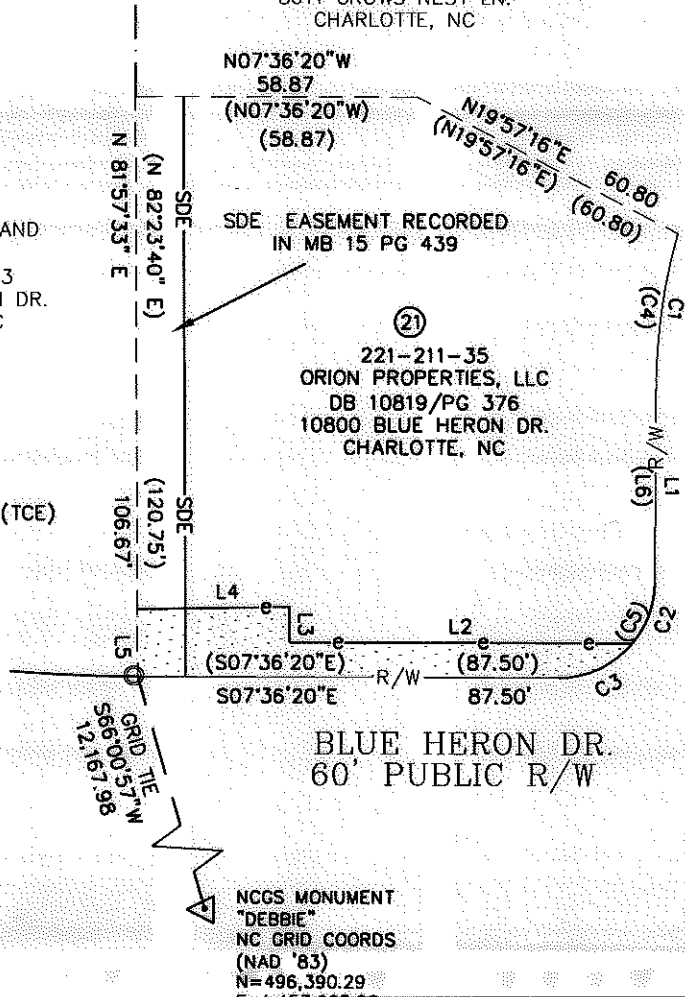 CHARLOTTE, NC
N07°36'20"W
58.87
(N07°36'20"W)
(58.87)
N19°57'16"E 60.80
(N19°57'16"E) (60.80)
N 81°57'33" E
(N 82°23'40" E)
SDE
SDE EASEMENT RECORDED
IN MB 15 PG 439
AND
3
DR.
C1
(C4)
21
221-211-35
ORION PROPERTIES, LLC
DB 10819/PG 376
10800 BLUE HERON DR.
CHARLOTTE, NC
R/W
L1
(L6)
(TCE)
106.67'
(120.75')
SDE
L4
L3
L2
(C5)
C2
L5
(S07°36'20"E) (87.50')
R/W
S07°36'20"E 87.50'
C3
BLUE HERON DR.
60' PUBLIC R/W
GRID TIE
S66°00'57"W
12,167.98
NCGS MONUMENT
"DEBBIE"
NC GRID COORDS
(NAD '83)
N=496,390.29